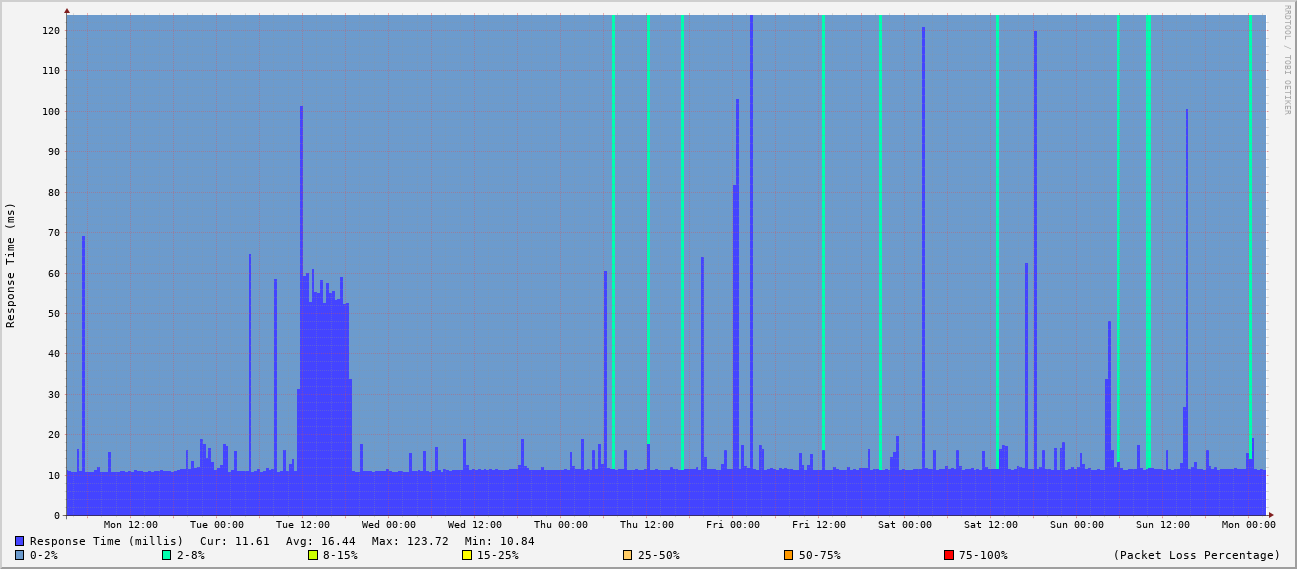 RRDTOOL / TOBI OETIKER
Response Time (ms)
120
110
100
90
80
70
60
50
40
30
20
10
0
Mon 12:00 Tue 00:00 Tue 12:00 Wed 00:00 Wed 12:00 Thu 00:00 Thu 12:00 Fri 00:00 Fri 12:00 Sat 00:00 Sat 12:00 Sun 00:00 Sun 12:00 Mon 00:00
Response Time (millis) Cur: 11.61 Avg: 16.44 Max: 123.72 Min: 10.84
0-2% 2-8% 8-15% 15-25% 25-50% 50-75% 75-100% (Packet Loss Percentage)